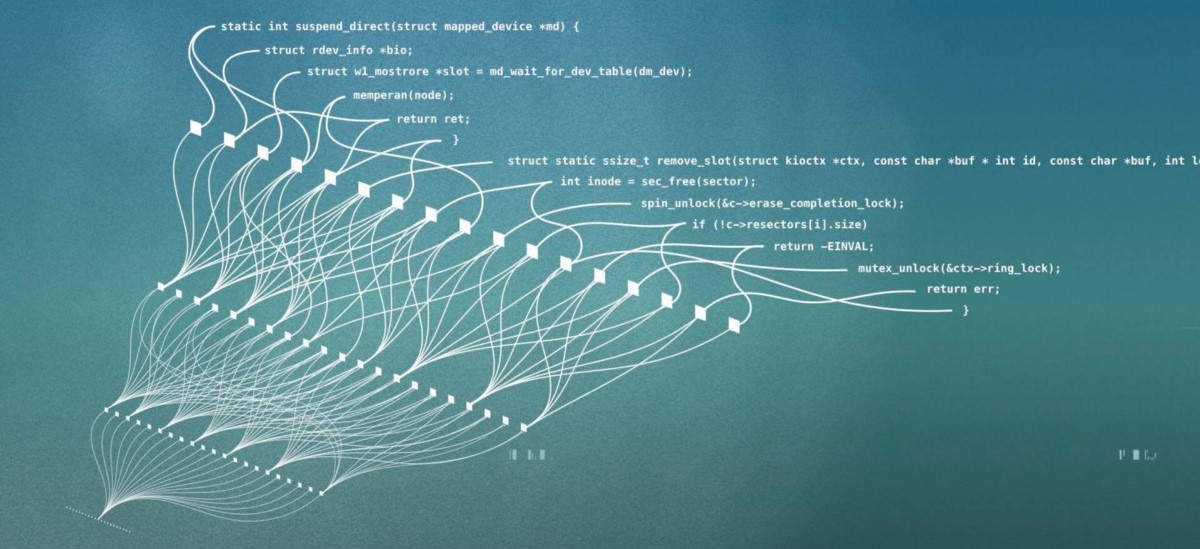 static int suspend_direct(struct mapped_device *md) {
struct rdev_info *bio;
struct w1_mostrore *slot = md_wait_for_dev_table(dm_dev);
memperan(node);
return ret;
}
struct static ssize_t remove_slot(struct kioctx *ctx, const char *buf * int id, const char *buf, int
int inode = sec_free(sector);
spin_unlock(&c->erase_completion_lock);
if (!c->resectors[i].size)
return -EINVAL;
mutex_unlock(&ctx->ring_lock);
return err;
}